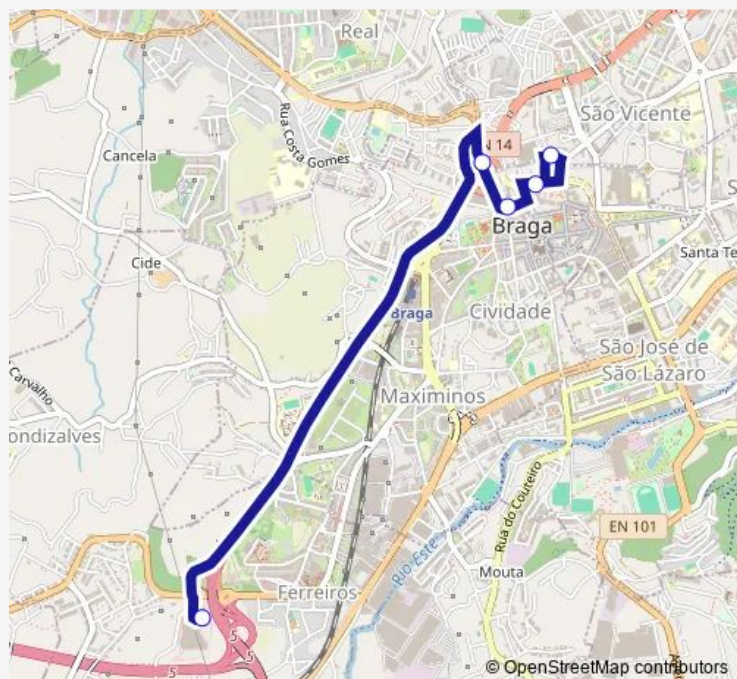 Real
São Vicente
Rua Costa Gomes
N 14
Cancela
S
Braga
Santa Te
Cide
Braga
Cividade
São José de
São Lázaro
Carvalho
Maximinos
ondizalves
Rua do Couteiro
EN 101
Rio Este
Mouta
Ferreiros
5
5
5
© OpenStreetMap contributors